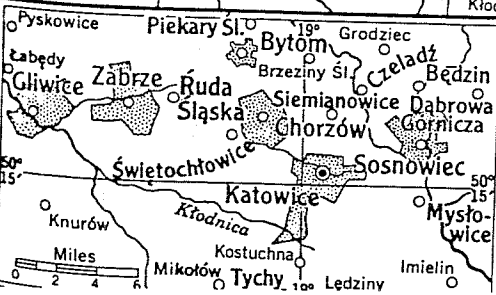 Kłod
Pyskowice
Piekary Śl.
19°
Grodziec
Bytom
Łabędy
Brzeziny Śl.
Czeladź
Będzin
Gliwice
Zabrze
Ruda
Śląska
Siemianowice
Dąbrowa
Górnicza
Chorzów
50°
15'
Świętochłowice
Sosnowiec
50°
15'
Katowice
Mysło-
wice
Knurów
Kłodnica
Miles
0 2 4 6
Kostuchna
Mikołów
Tychy
19°
Lędziny
Imielin